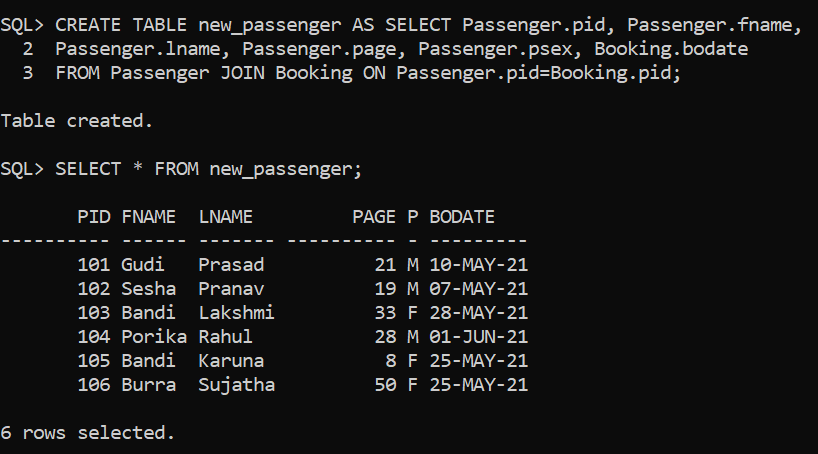 SQL> CREATE TABLE new_passenger AS SELECT Passenger.pid, Passenger.fname,
  2  Passenger.lname, Passenger.page, Passenger.psex, Booking.bodate
  3  FROM Passenger JOIN Booking ON Passenger.pid=Booking.pid;
Table created.
SQL> SELECT * FROM new_passenger;
       PID FNAME  LNAME         PAGE P BODATE
---------- ------ ------- ---------- - ---------
       101 Gudi   Prasad          21 M 10-MAY-21
       102 Sesha  Pranav          19 M 07-MAY-21
       103 Bandi  Lakshmi         33 F 28-MAY-21
       104 Porika Rahul           28 M 01-JUN-21
       105 Bandi  Karuna           8 F 25-MAY-21
       106 Burra  Sujatha         50 F 25-MAY-21
6 rows selected.